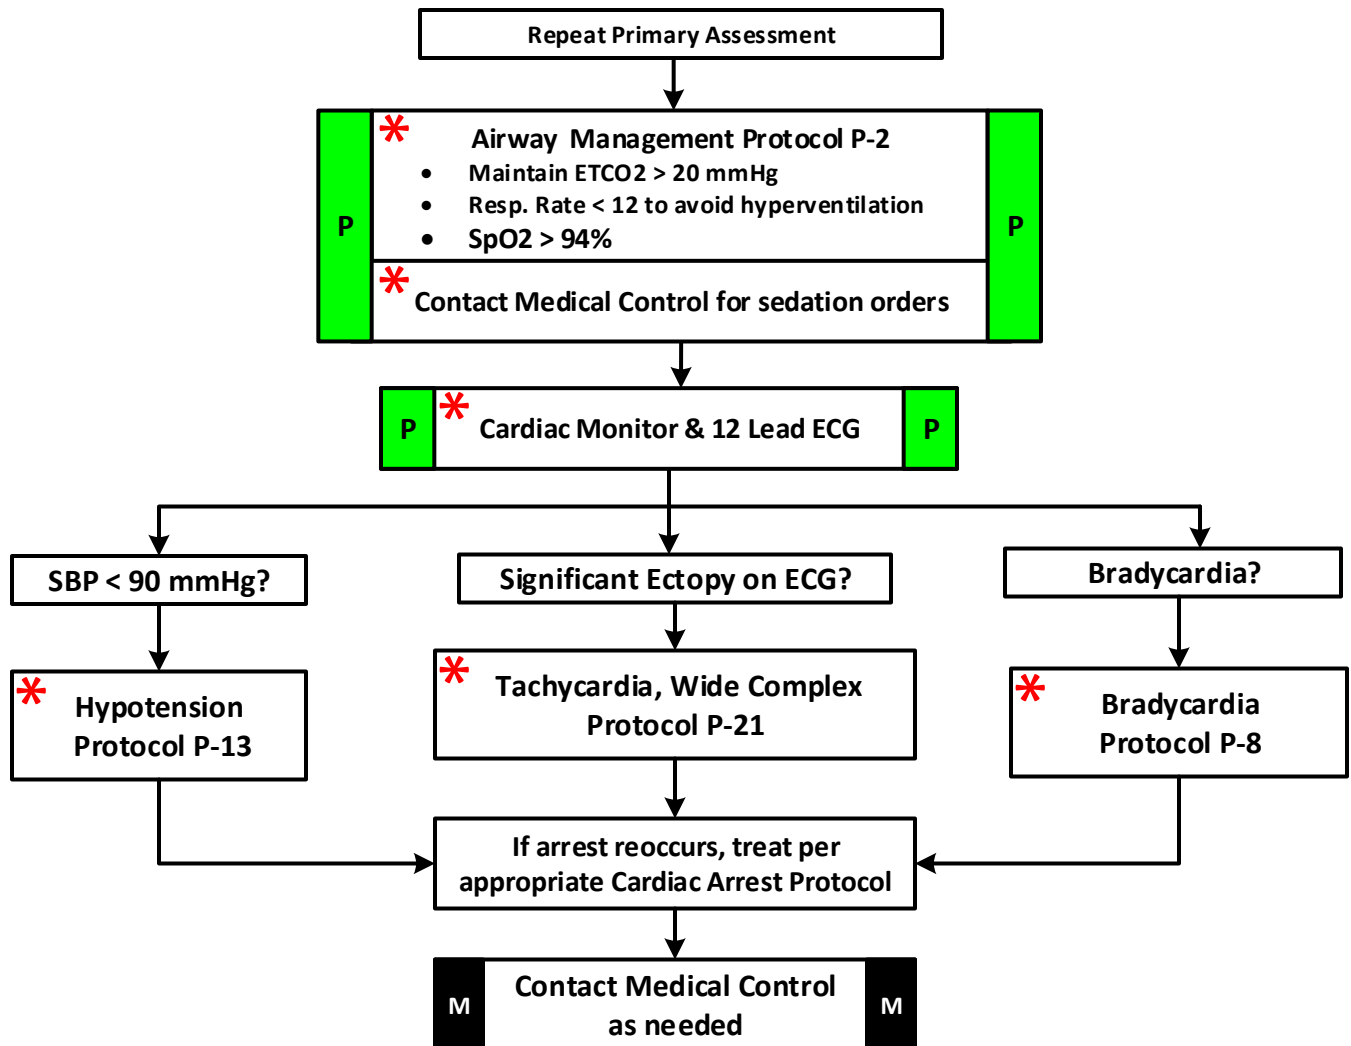 Repeat Primary Assessment
*
Airway Management Protocol P-2
• Maintain ETCO2 > 20 mmHg
• Resp. Rate < 12 to avoid hyperventilation
P
P
• SpO2 > 94%
*
Contact Medical Control for sedation orders
*
P
Cardiac Monitor & 12 Lead ECG
P
SBP < 90 mmHg?
Significant Ectopy on ECG?
Bradycardia?
*
Hypotension
Protocol P-13
*
Tachycardia, Wide Complex
Protocol P-21
*
Bradycardia
Protocol P-8
If arrest reoccurs, treat per
appropriate Cardiac Arrest Protocol
M
Contact Medical Control
as needed
M